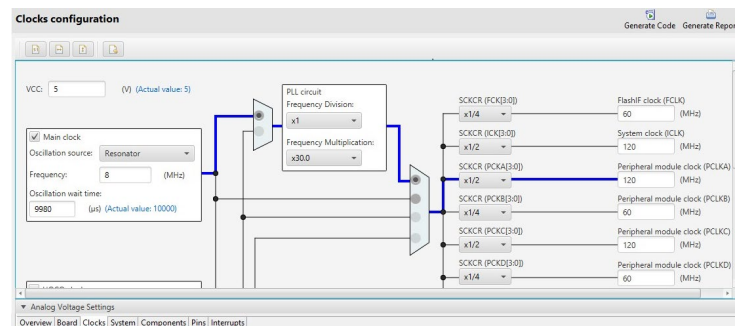 Clocks configuration
Generate Code Generate Repor
VCC: 5 (V) (Actual value: 5)
Main clock
Oscillation source: Resonator
Frequency: 8 (MHz)
Oscillation wait time:
9980 (µs) (Actual value: 10000)
PLL circuit
Frequency Division:
x1
Frequency Multiplication:
x30.0
SCKCR (FCK[3:0])
x1/4
FlashIF clock (FCLK)
60 (MHz)
SCKCR (ICK[3:0])
x1/2
System clock (ICLK)
120 (MHz)
SCKCR (PCKA[3:0])
x1/2
Peripheral module clock (PCLKA)
120 (MHz)
SCKCR (PCKB[3:0])
x1/4
Peripheral module clock (PCLKB)
60 (MHz)
SCKCR (PCKC[3:0])
x1/2
Peripheral module clock (PCLKC)
120 (MHz)
SCKCR (PCKD[3:0])
x1/4
Peripheral module clock (PCLKD)
60 (MHz)
Analog Voltage Settings
Overview Board Clocks System Components Pins Interrupts